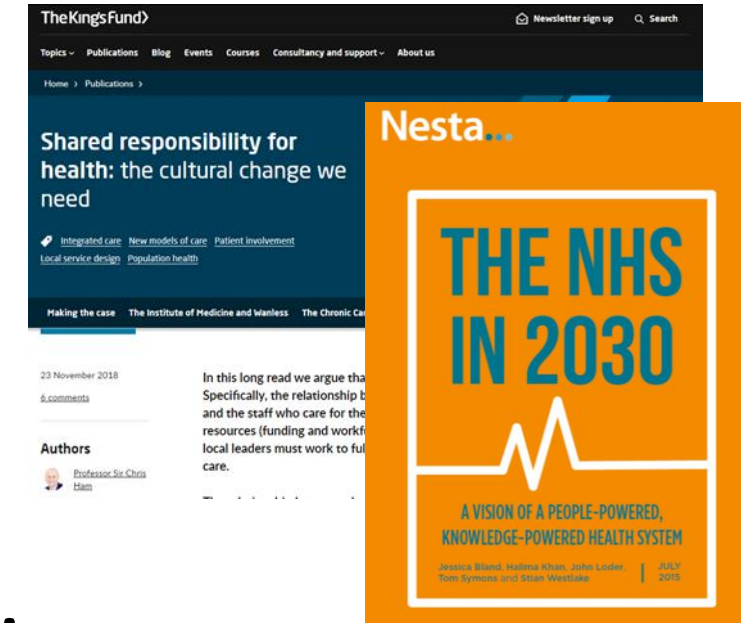 TheKingsFund>
Newsletter sign up
Search
Topics
Publications
Blog
Events
Courses
Consultancy and support
About us
Home > Publications >
Shared responsibility for
health: the cultural change we
need
Integrated care New models of care Patient involvement
Local service design Population health
Making the case The Institute of Medicine and Wanless The Chronic
23 November 2018
6 comments
In this long read we argue
Specifically, the relationship
and the staff who care for
resources (funding and
local leaders must work to
care.
Authors
Professor Sir Chris
Ham
Nesta...
THE NHS
IN 2030
A VISION OF A PEOPLE-POWERED,
KNOWLEDGE-POWERED HEALTH SYSTEM
Jessica Bland, Halima Khan, John Loder,
Tom Symons and Stian Westlake
JULY
2015